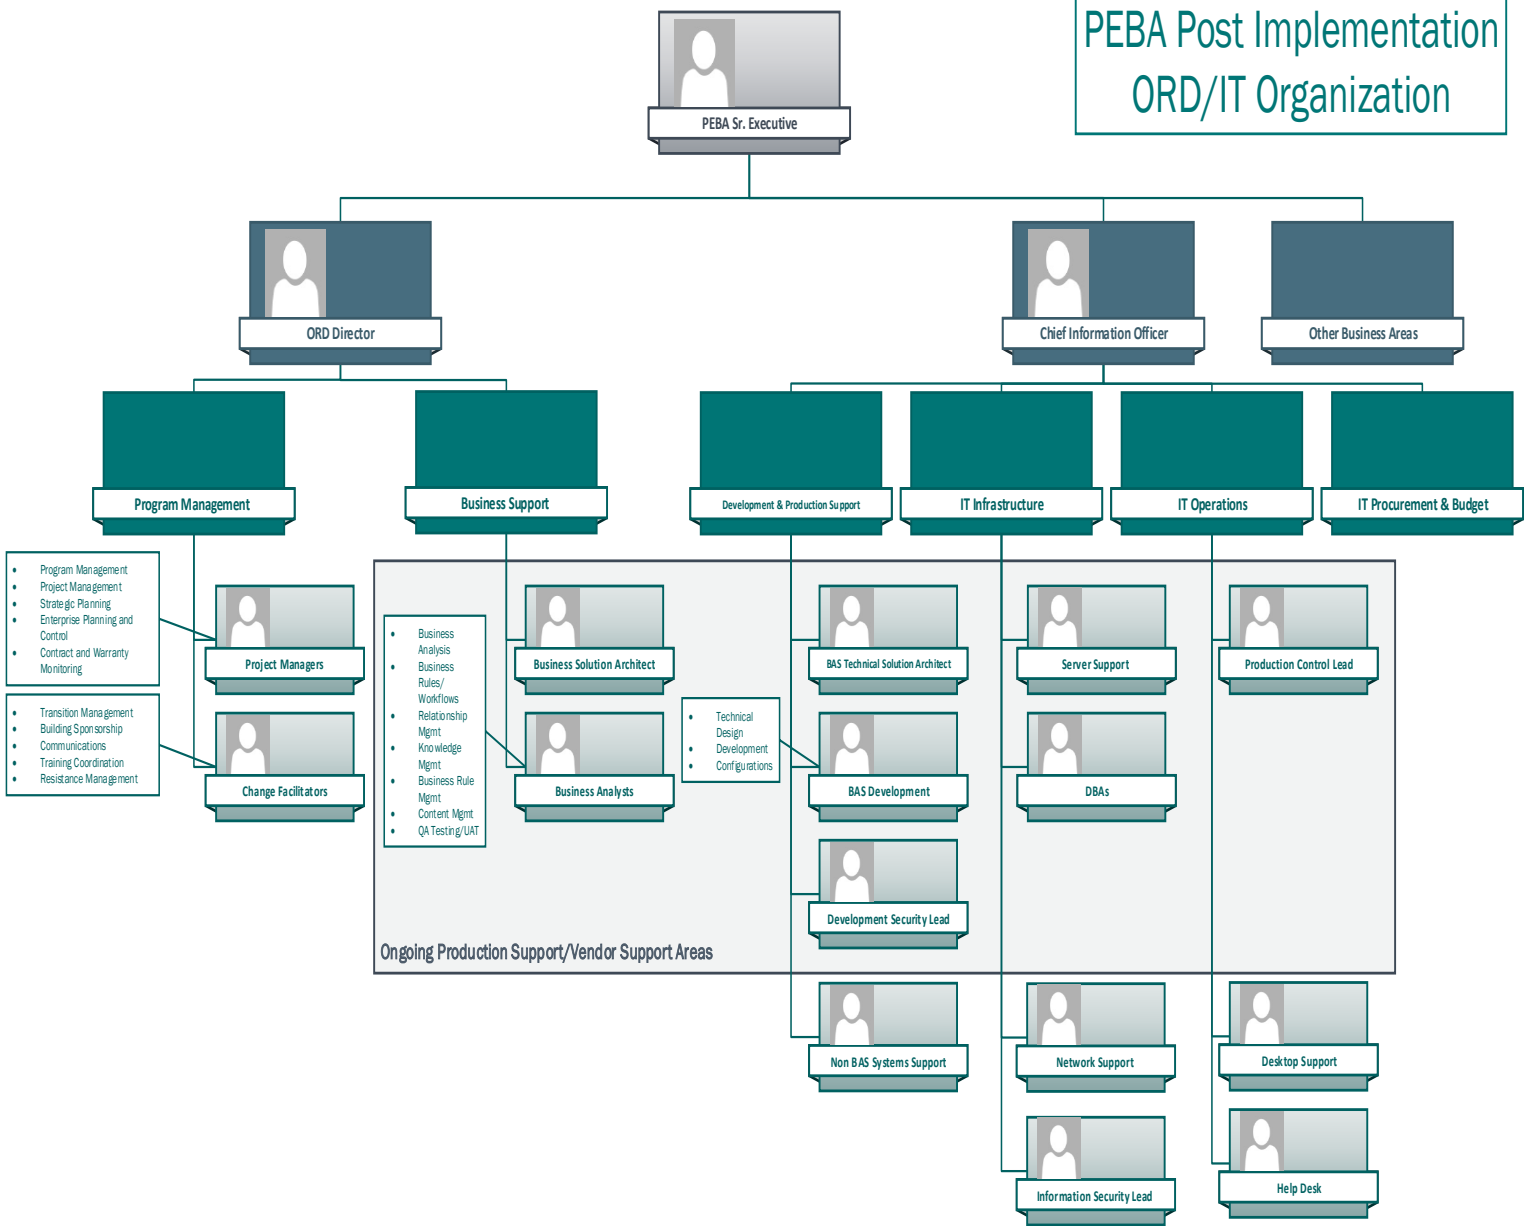 PEBA Post Implementation
ORD/IT Organization
PEBA Sr. Executive
ORD Director
Chief Information Officer
Other Business Areas
Program Management
Business Support
Development & Production Support
IT Infrastructure
IT Operations
IT Procurement & Budget
• Program Management
• Project Management
• Strategic Planning
• Enterprise Planning and
Control
• Contract and Warranty
Monitoring
Project Managers
• Transition Management
• Building Sponsorship
• Communications
• Training Coordination
• Resistance Management
Change Facilitators
• Business
Analysis
• Business
Rules/
Workflows
• Relationship
Mgmt
• Knowledge
Mgmt
• Business Rule
Mgmt
• Content Mgmt
• QA Testing/UAT
Business Solution Architect
Business Analysts
• Technical
Design
• Development
• Configurations
BAS Technical Solution Architect
BAS Development
Development Security Lead
Server Support
DBAs
Production Control Lead
Ongoing Production Support/Vendor Support Areas
Non BAS Systems Support
Network Support
Desktop Support
Information Security Lead
Help Desk